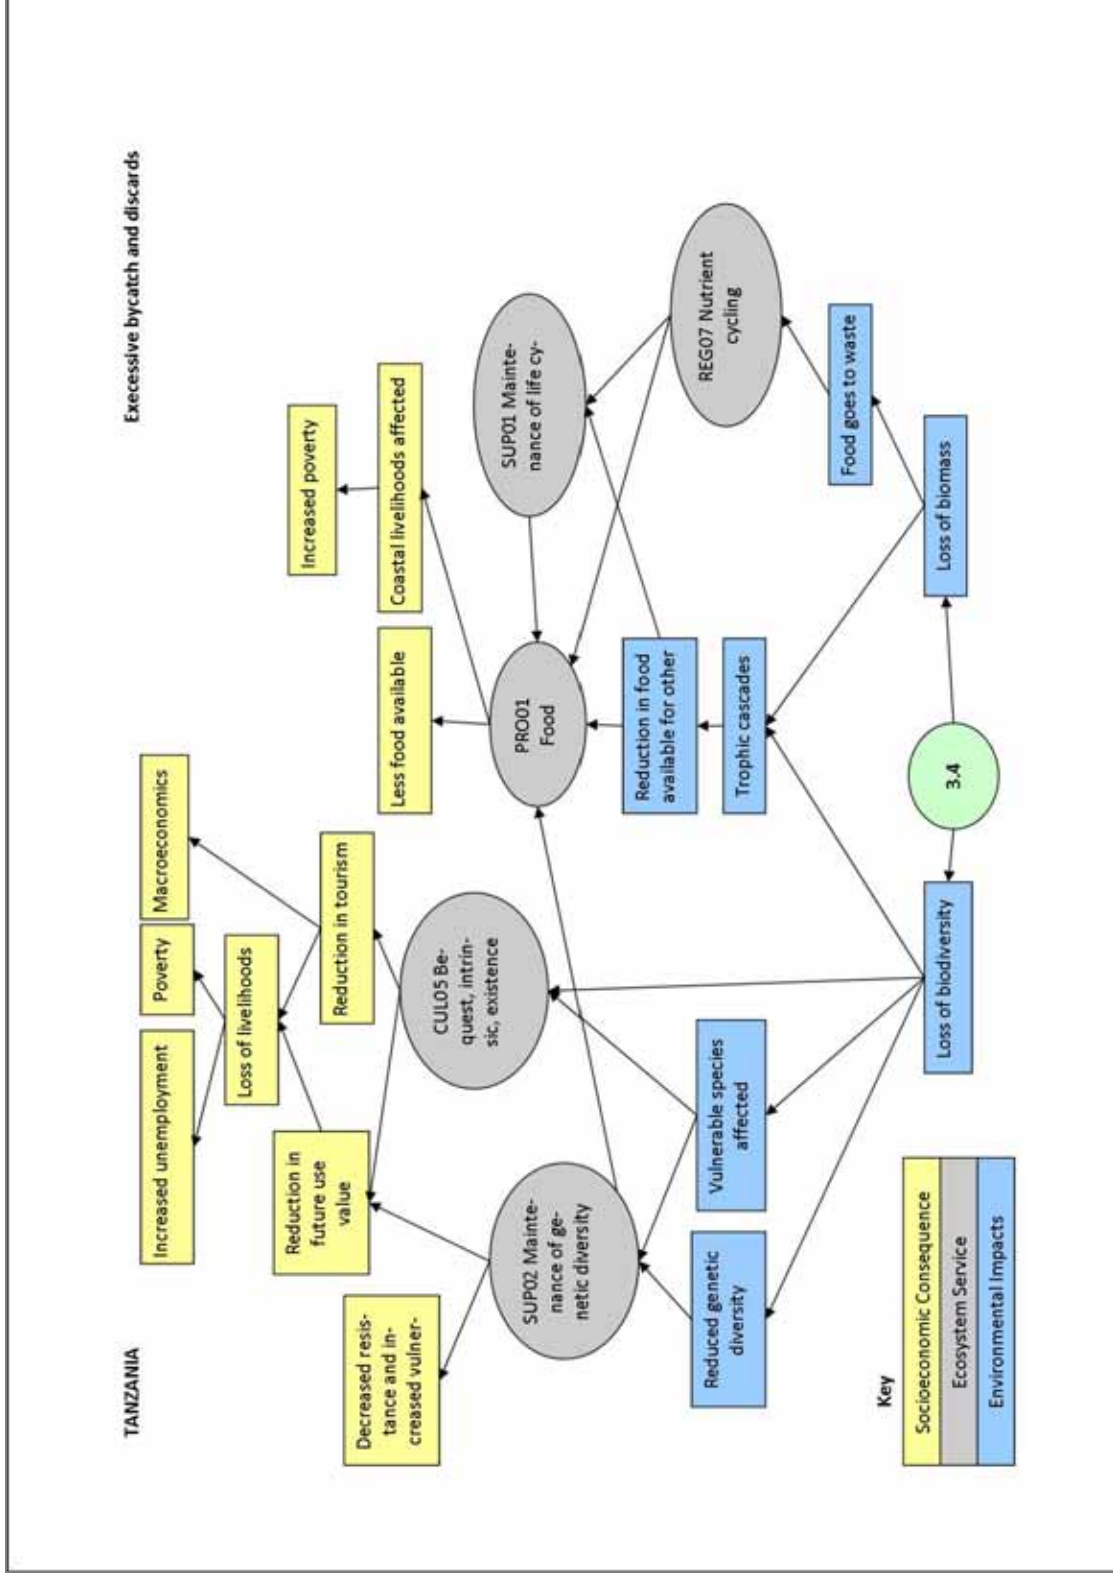 TANZANIA
Execessive bycatch and discards
Increased unemployment
Poverty
Macroeconomics
Loss of livelihoods
Reduction in
future use
value
Reduction in tourism
Increased poverty
Decreased resis-
tance and in-
creased vulner-
Less food available
Coastal livelihoods affected
SUP02 Mainte-
nance of ge-
netic diversity
CUL05 Be-
quest, intrin-
sic, existence
PRO01
Food
SUP01 Mainte-
nance of life cy-
Reduced genetic
diversity
Vulnerable species
affected
Reduction in food
available for other
Trophic cascades
REG07 Nutrient
cycling
Food goes to waste
Loss of biodiversity
3.4
Loss of biomass
Key
Socioeconomic Consequence
Ecosystem Service
Environmental Impacts